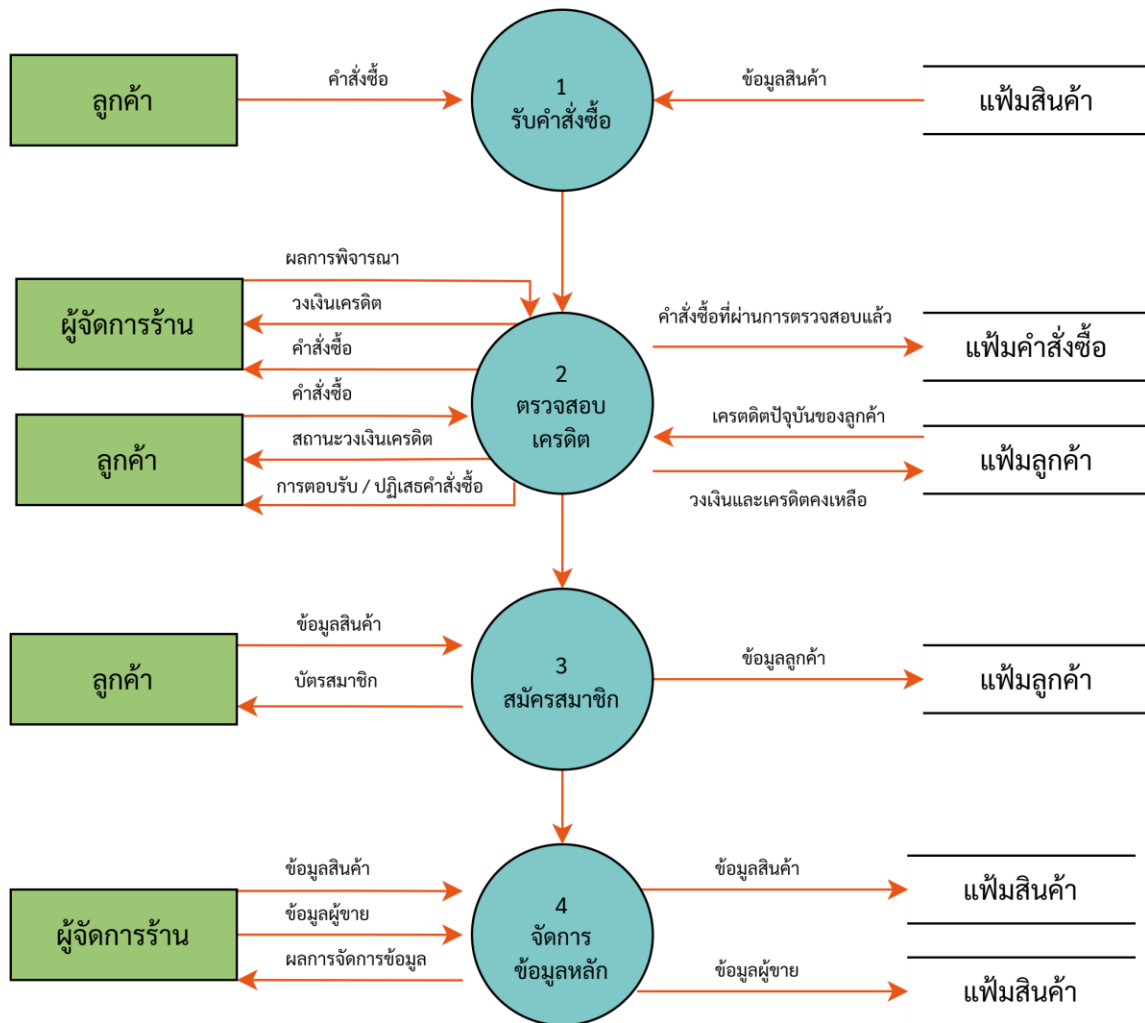 คำสั่งซื้อ
ข้อมูลสินค้า
ลูกค้า
1
รับคำสั่งซื้อ
แฟ้มสินค้า
ผลการพิจารณา
วงเงินเครดิต
คำสั่งซื้อ
ผู้จัดการร้าน
คำสั่งซื้อที่ผ่านการตรวจสอบแล้ว
แฟ้มคำสั่งซื้อ
2
ตรวจสอบ
เครดิต
คำสั่งซื้อ
สถานะวงเงินเครดิต
การตอบรับ / ปฏิเสธคำสั่งซื้อ
ลูกค้า
เครตดิตปัจุบันของลูกค้า
แฟ้มลูกค้า
วงเงินและเครดิตคงเหลือ
ข้อมูลสินค้า
ลูกค้า
บัตรสมาชิก
3
สมัครสมาชิก
ข้อมูลลูกค้า
แฟ้มลูกค้า
ข้อมูลสินค้า
ข้อมูลผู้ขาย
ผลการจัดการข้อมูล
ผู้จัดการร้าน
4
จัดการ
ข้อมูลหลัก
ข้อมูลสินค้า
แฟ้มสินค้า
ข้อมูลผู้ขาย
แฟ้มสินค้า